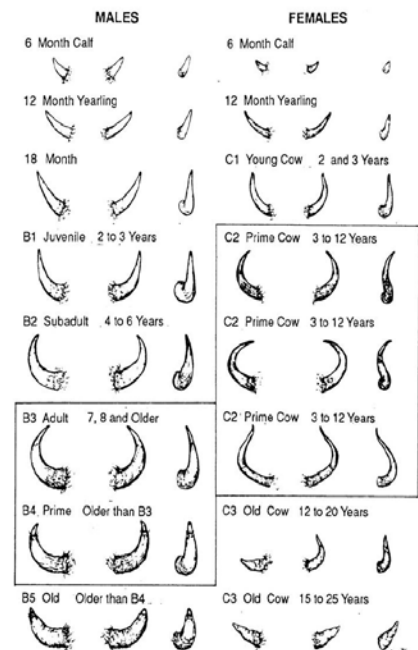 MALES
6 Month Calf
12 Month Yearling
18 Month
B1 Juvenile 2 to 3 Years
B2 Subadult 4 to 6 Years
B3 Adult 7, 8 and Older
B4 Prime Older than B3
B5 Old Older than B4
FEMALES
6 Month Calf
12 Month Yearling
C1 Young Cow 2 and 3 Years
C2 Prime Cow 3 to 12 Years
C2 Prime Cow 3 to 12 Years
C2 Prime Cow 3 to 12 Years
C3 Old Cow 12 to 20 Years
C3 Old Cow 15 to 25 Years